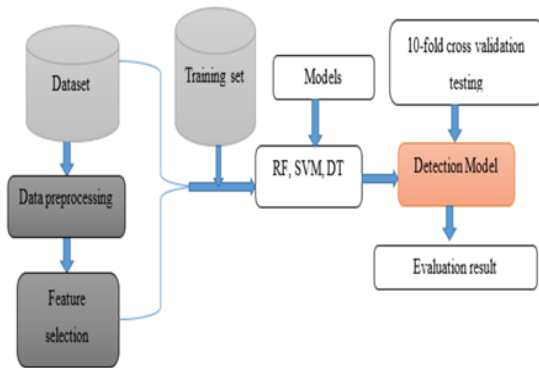 Dataset
Data preprocessing
Feature
selection
Training set
Models
RF, SVM, DT
10-fold cross validation
testing
Detection Model
Evaluation result